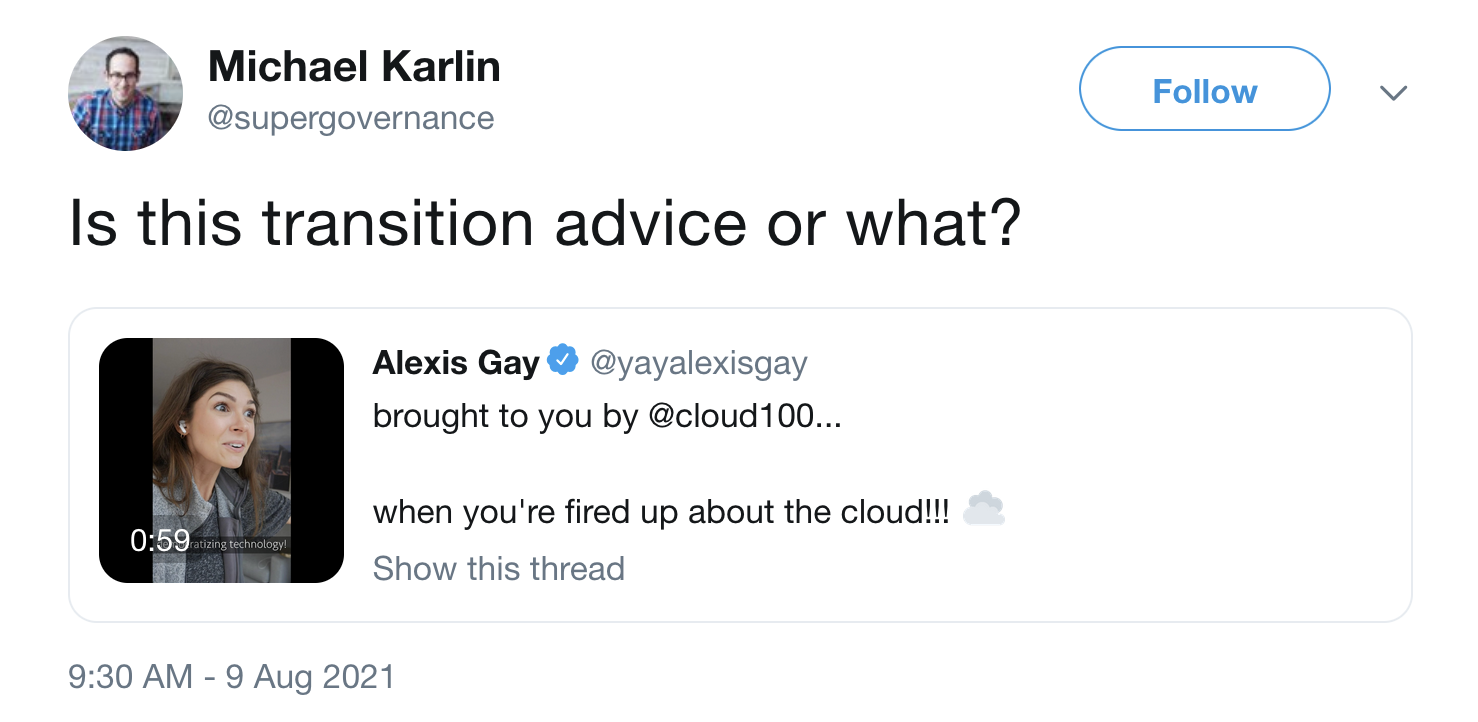 Michael Karlin
@supergovernance
Follow
Is this transition advice or what?
Alexis Gay @yayalexisgay
brought to you by @cloud100...
when you're fired up about the cloud!!!
Show this thread
0:59
technology!
9:30 AM - 9 Aug 2021